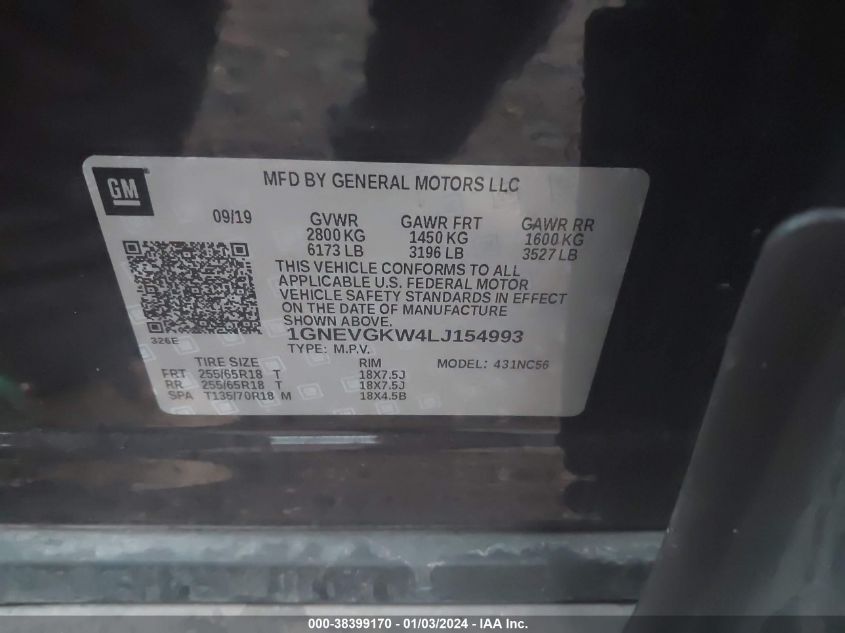 GM
MFD BY GENERAL MOTORS LLC
09/19 GVWR GAWR FRT GAWR RR
2800 KG 1450 KG 1600 KG
6173 LB 3196 LB 3527 LB
THIS VEHICLE CONFORMS TO ALL
APPLICABLE U.S. FEDERAL MOTOR
VEHICLE SAFETY STANDARDS IN EFFECT
ON THE DATE OF MANUFACTURE
SHOWN ABOVE.
326E 1GNEVGKW4LJ154993
TYPE: M.P.V. MODEL: 431NC56
TIRE SIZE RIM
FRT 255/65R18 T 18X7.5J
RR 255/65R18 T 18X7.5J
SPA T135/70R18 M 18X4.5B
000-38399170 — 01/03/2024 — IAA Inc.